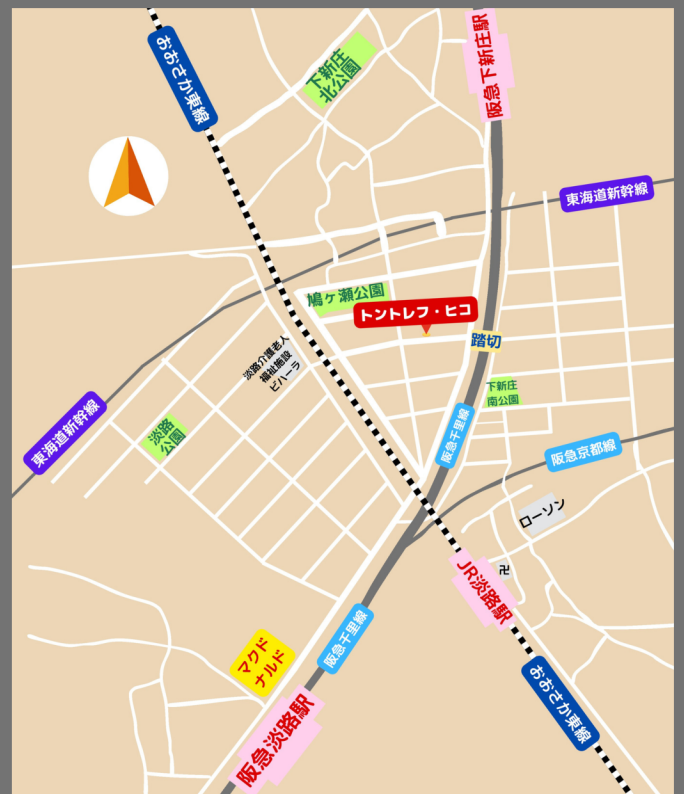 おおさか東線
下新庄
北公園
阪急下新庄駅
東海道新幹線
鳩ヶ瀬公園
トントレフ・ヒコ
踏切
淡路介護老人
福祉施設
ビハーラ
下新庄
南公園
東海道新幹線
淡路
公園
阪急千里線
阪急京都線
ローソン
卍
JR淡路駅
阪急千里線
マクド
ナルド
おおさか東線
阪急淡路駅